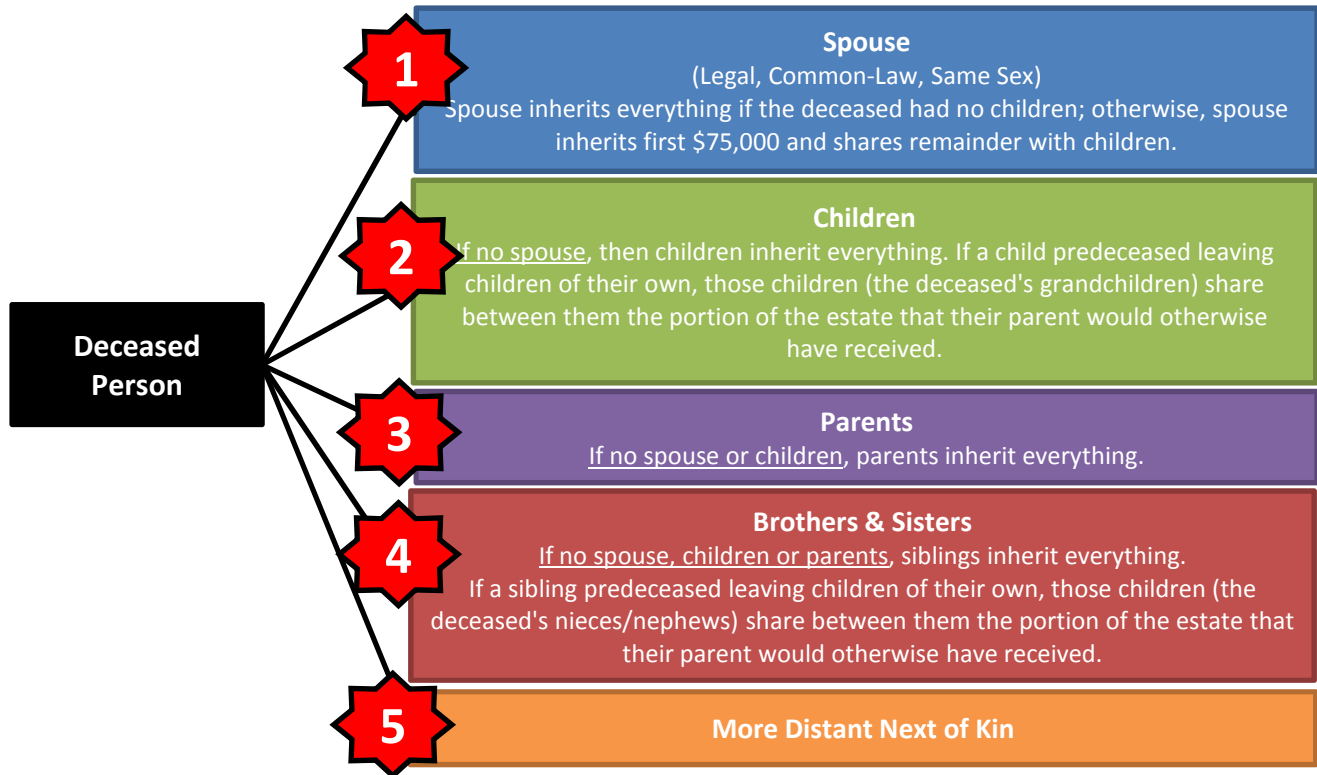 Deceased
Person
1
Spouse
(Legal, Common-Law, Same Sex)
Spouse inherits everything if the deceased had no children; otherwise, spouse
inherits first $75,000 and shares remainder with children.
2
Children
If no spouse, then children inherit everything. If a child predeceased leaving
children of their own, those children (the deceased's grandchildren) share
between them the portion of the estate that their parent would otherwise
have received.
3
Parents
If no spouse or children, parents inherit everything.
4
Brothers & Sisters
If no spouse, children or parents, siblings inherit everything.
If a sibling predeceased leaving children of their own, those children (the
deceased's nieces/nephews) share between them the portion of the estate that
their parent would otherwise have received.
5
More Distant Next of Kin